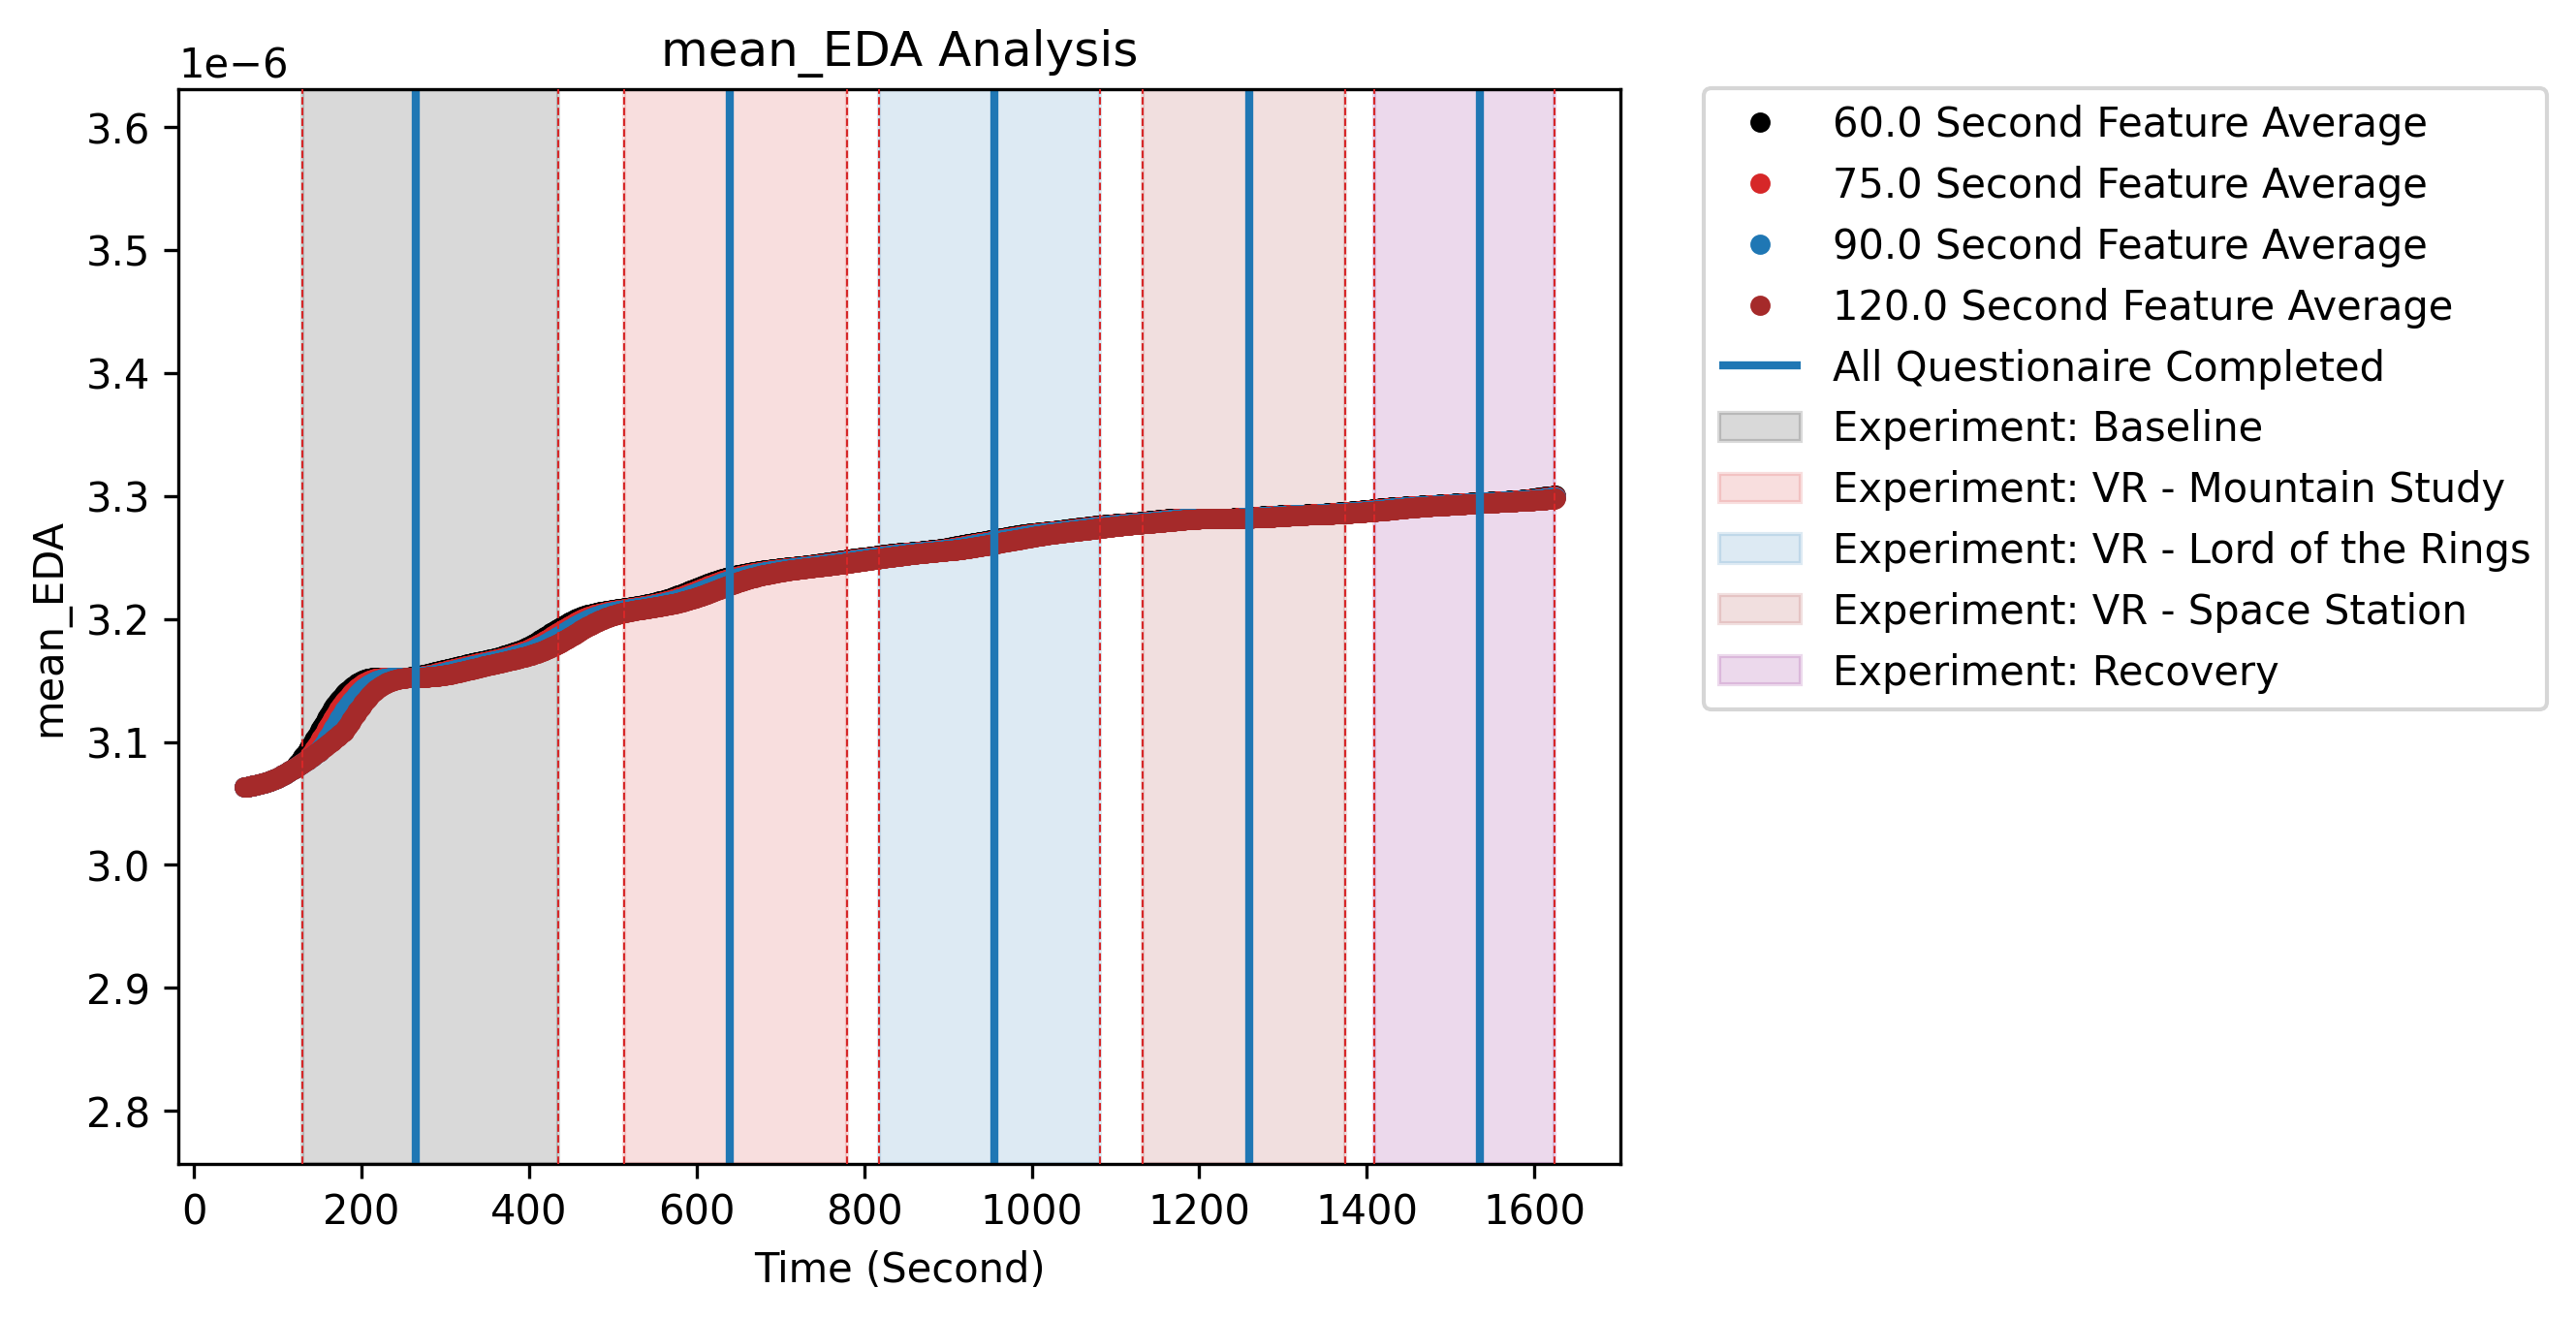 mean_EDA Analysis
1e−6
3.6
3.5
3.4
3.3
3.2
3.1
3.0
2.9
2.8
mean_EDA
0 200 400 600 800 1000 1200 1400 1600
Time (Second)
60.0 Second Feature Average
75.0 Second Feature Average
90.0 Second Feature Average
120.0 Second Feature Average
All Questionaire Completed
Experiment: Baseline
Experiment: VR - Mountain Study
Experiment: VR - Lord of the Rings
Experiment: VR - Space Station
Experiment: Recovery